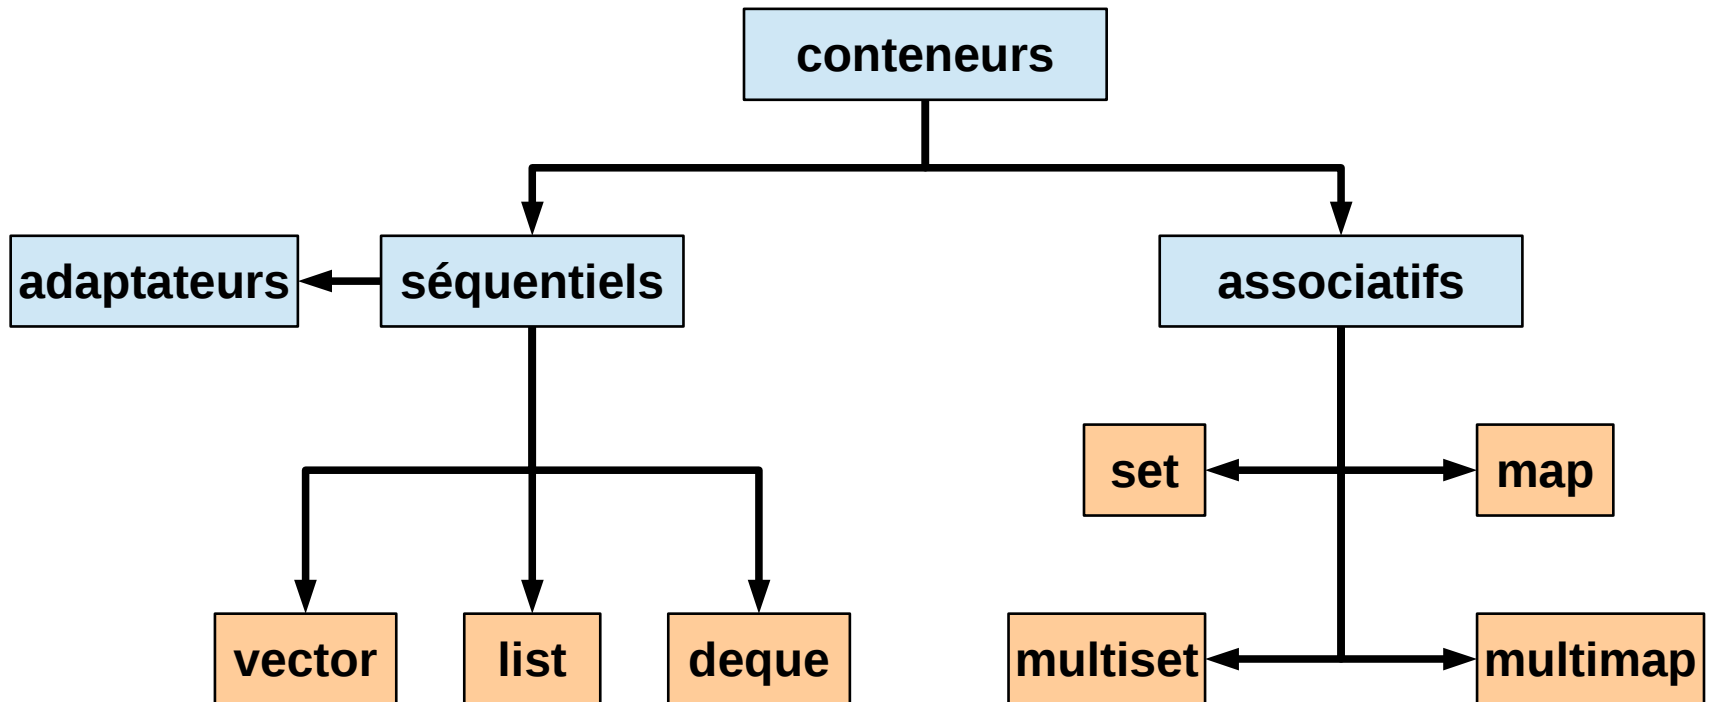 conteneurs
adaptateurs
séquentiels
associatifs
set
map
vector
list
deque
multiset
multimap